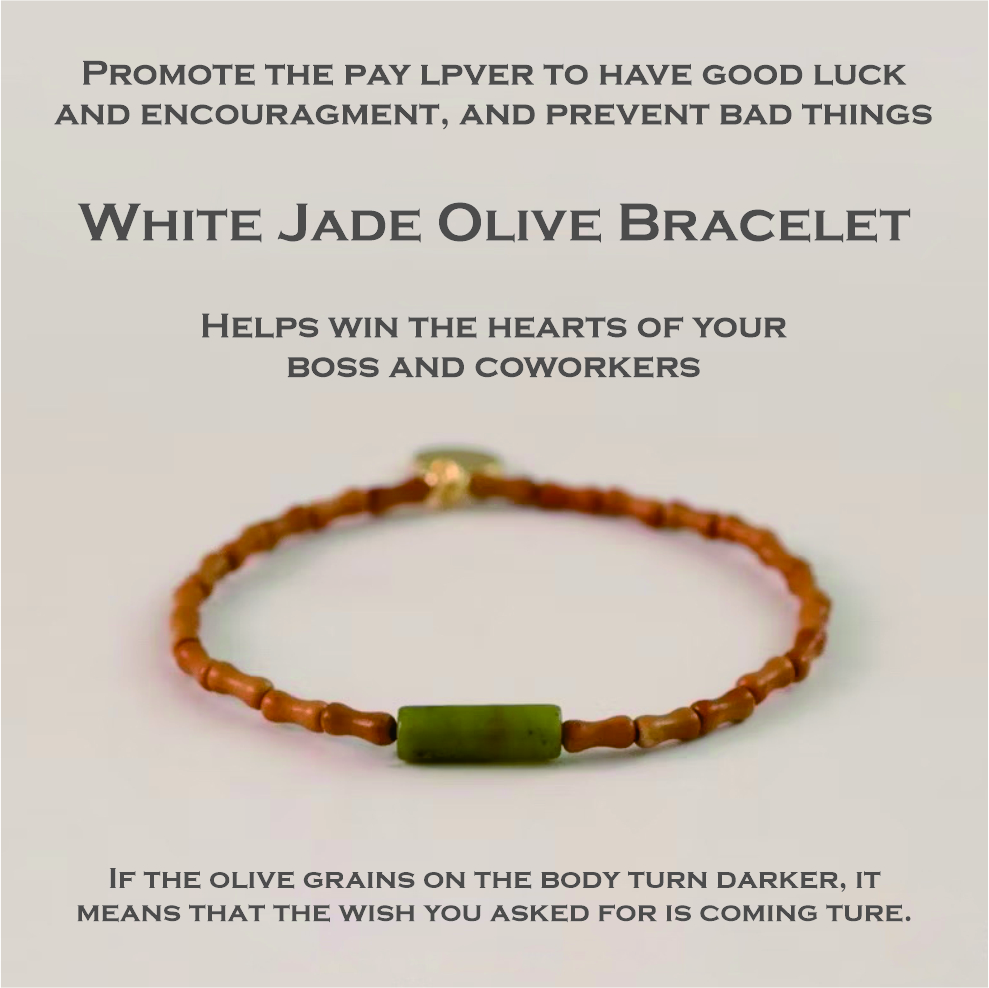 Promote the pay lpver to have good luck
and encouragment, and prevent bad things
White Jade Olive Bracelet
Helps win the hearts of your
boss and coworkers
If the olive grains on the body turn darker, it
means that the wish you asked for is coming ture.